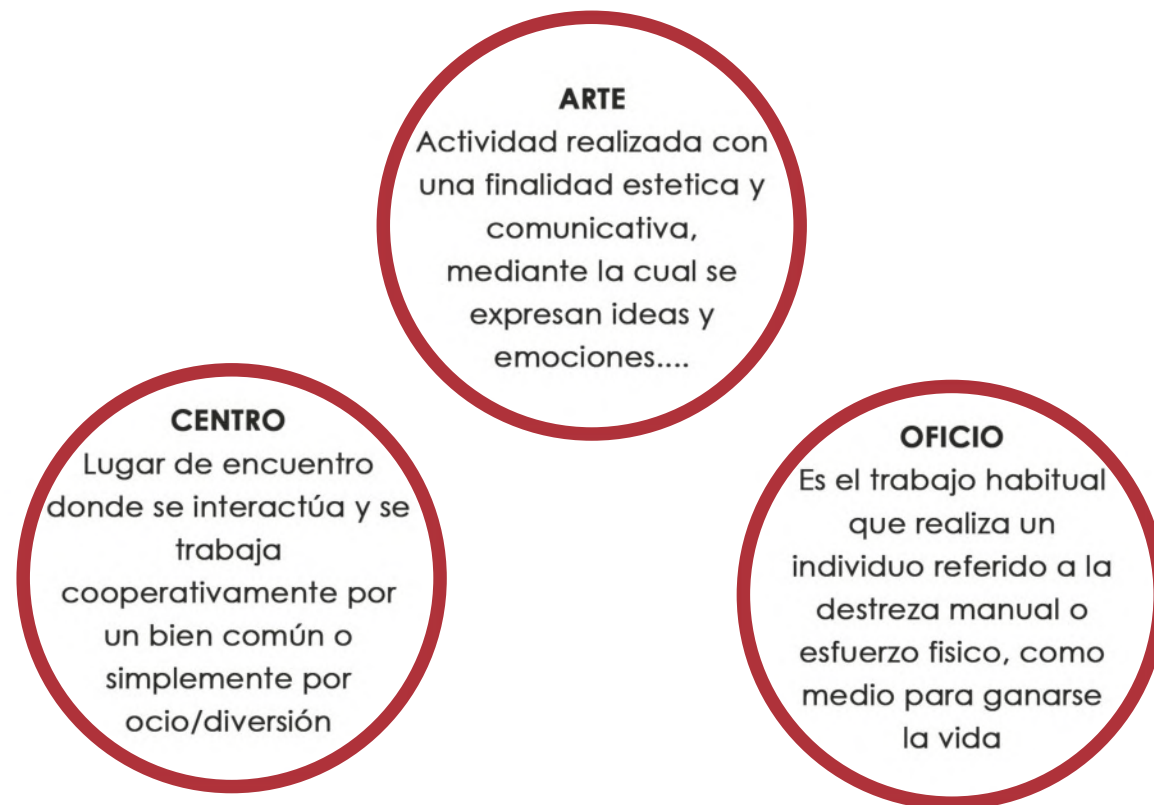 ARTE
Actividad realizada con
una finalidad estetica y
comunicativa,
mediante la cual se
expresan ideas y
emociones....
CENTRO
Lugar de encuentro
donde se interactúa y se
trabaja
cooperativamente por
un bien común o
simplemente por
ocio/diversión
OFICIO
Es el trabajo habitual
que realiza un
individuo referido a la
destreza manual o
esfuerzo fisico, como
medio para ganarse
la vida